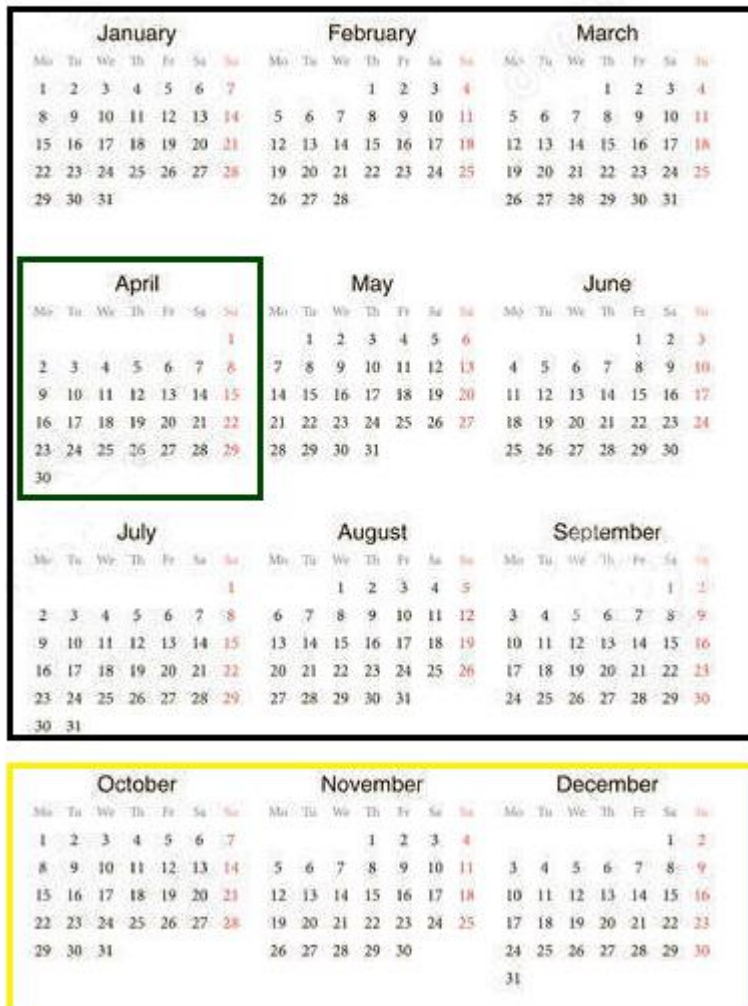 January February March
Mo Tu We Th Fr Sa Su Mo Tu We Th Fr Sa Su Mo Tu We Th Fr Sa Su
1 2 3 4 5 6 7 1 2 3 4 1 2 3 4
8 9 10 11 12 13 14 5 6 7 8 9 10 11 5 6 7 8 9 10 11
15 16 17 18 19 20 21 12 13 14 15 16 17 18 12 13 14 15 16 17 18
22 23 24 25 26 27 28 19 20 21 22 23 24 25 19 20 21 22 23 24 25
29 30 31 26 27 28 26 27 28 29 30 31
April May June
Mo Tu We Th Fr Sa Su Mo Tu We Th Fr Sa Su Mo Tu We Th Fr Sa Su
1 1 2 3 4 5 6 1 2 3
2 3 4 5 6 7 8 7 8 9 10 11 12 13 4 5 6 7 8 9 10
9 10 11 12 13 14 15 14 15 16 17 18 19 20 11 12 13 14 15 16 17
16 17 18 19 20 21 22 21 22 23 24 25 26 27 18 19 20 21 22 23 24
23 24 25 26 27 28 29 28 29 30 31 25 26 27 28 29 30
30
July August September
Mo Tu We Th Fr Sa Su Mo Tu We Th Fr Sa Su Mo Tu We Th Fr Sa Su
1 1 2 3 4 5 1 2
2 3 4 5 6 7 8 6 7 8 9 10 11 12 3 4 5 6 7 8 9
9 10 11 12 13 14 15 13 14 15 16 17 18 19 10 11 12 13 14 15 16
16 17 18 19 20 21 22 20 21 22 23 24 25 26 17 18 19 20 21 22 23
23 24 25 26 27 28 29 27 28 29 30 31 24 25 26 27 28 29 30
30 31
October November December
Mo Tu We Th Fr Sa Su Mo Tu We Th Fr Sa Su Mo Tu We Th Fr Sa Su
1 2 3 4 5 6 7 1 2 3 4 1 2
8 9 10 11 12 13 14 5 6 7 8 9 10 11 3 4 5 6 7 8 9
15 16 17 18 19 20 21 12 13 14 15 16 17 18 10 11 12 13 14 15 16
22 23 24 25 26 27 28 19 20 21 22 23 24 25 17 18 19 20 21 22 23
29 30 31 26 27 28 29 30 24 25 26 27 28 29 30
31